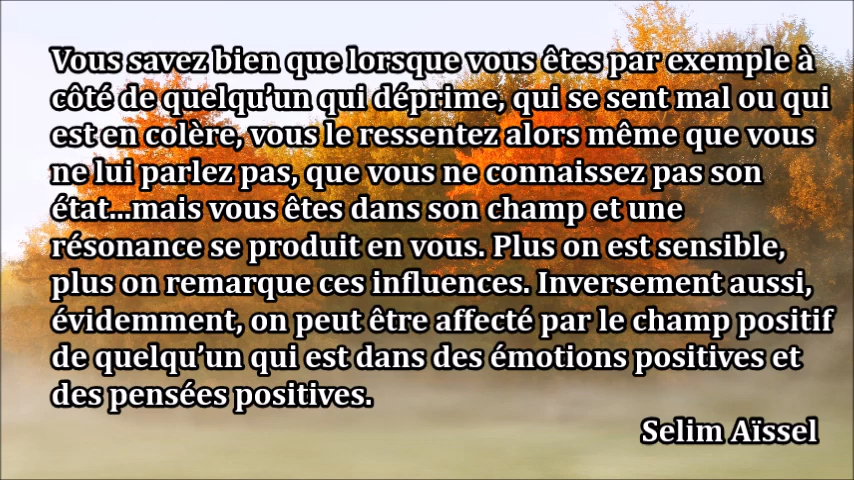 Vous savez bien que lorsque vous êtes par exemple à
côté de quelqu'un qui déprime, qui se sent mal ou qui
est en colère, vous le ressentez alors même que vous
ne lui parlez pas, que vous ne connaissez pas son
état...mais vous êtes dans son champ et une
résonance se produit en vous. Plus on est sensible,
plus on remarque ces influences. Inversement aussi,
évidemment, on peut être affecté par le champ positif
de quelqu'un qui est dans des émotions positives et
des pensées positives.
Selim Aïssel